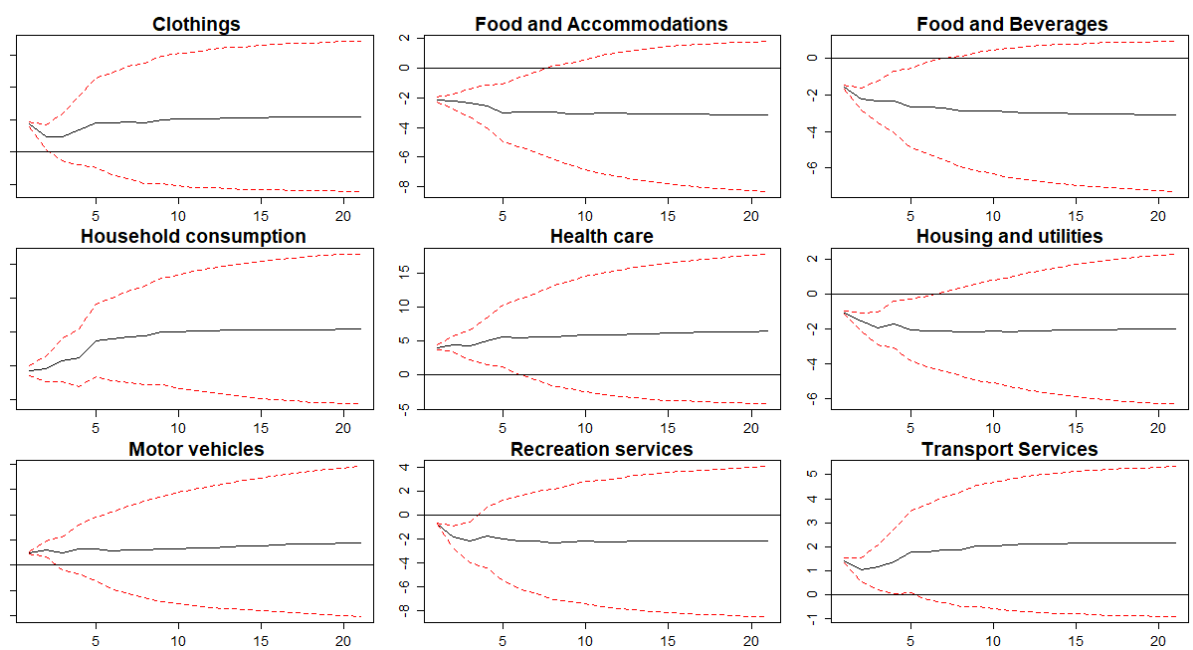 Clothings
5 10 15 20
Food and Accommodations
2
0
-2
-4
-6
-8
5 10 15 20
Food and Beverages
0
-2
-4
-6
5 10 15 20
Household consumption
5 10 15 20
Health care
15
10
5
0
-5
5 10 15 20
Housing and utilities
2
0
-2
-4
-6
5 10 15 20
Motor vehicles
5 10 15 20
Recreation services
4
2
0
-2
-4
-6
-8
5 10 15 20
Transport Services
5
4
3
2
1
0
-1
5 10 15 20